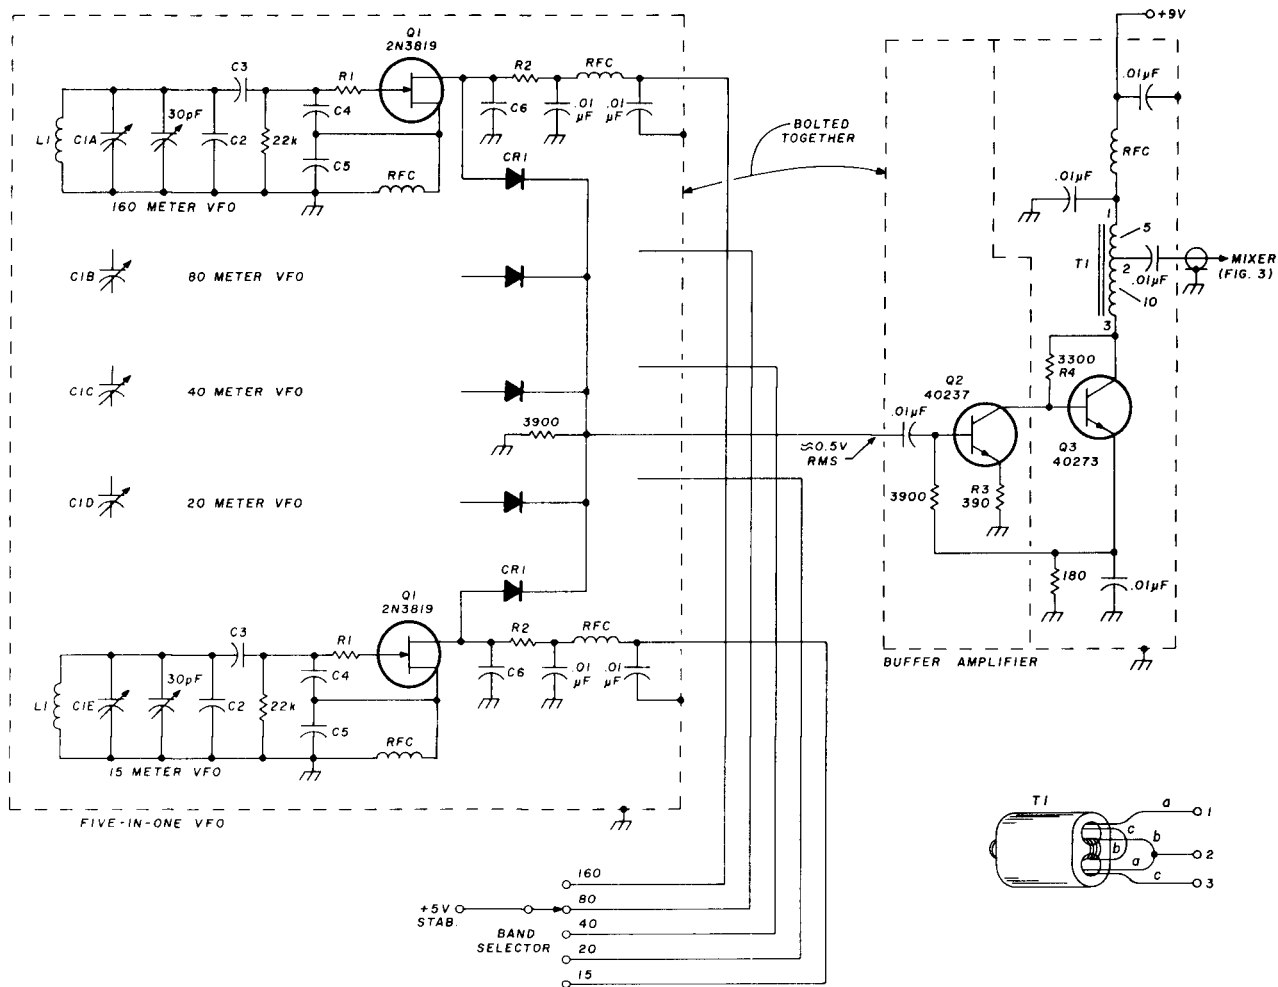 +9V
Q1
2N3819
C3
R1
R2
RFC
.01µF
30pF
C4
C6
.01
µF
.01
µF
L1
C1A
C2
22k
C5
BOLTED
TOGETHER
RFC
CR1
RFC
160 METER VFO
.01µF
1
5
C1B
80 METER VFO
T1
2
.01µF
MIXER
(FIG. 3)
10
3
C1C
40 METER VFO
3300
R4
Q2
40237
3900
.01µF
≈0.5V
RMS
Q3
40273
C1D
20 METER VFO
3900
R3
390
CR1
180
.01µF
Q1
2N3819
C3
R1
R2
RFC
30pF
C4
C6
.01
µF
.01
µF
BUFFER AMPLIFIER
L1
C1E
C2
22k
C5
RFC
15 METER VFO
FIVE-IN-ONE VFO
T1
a
1
c
b
b
2
a
c
3
160
+5V
STAB.
80
BAND
SELECTOR
40
20
15